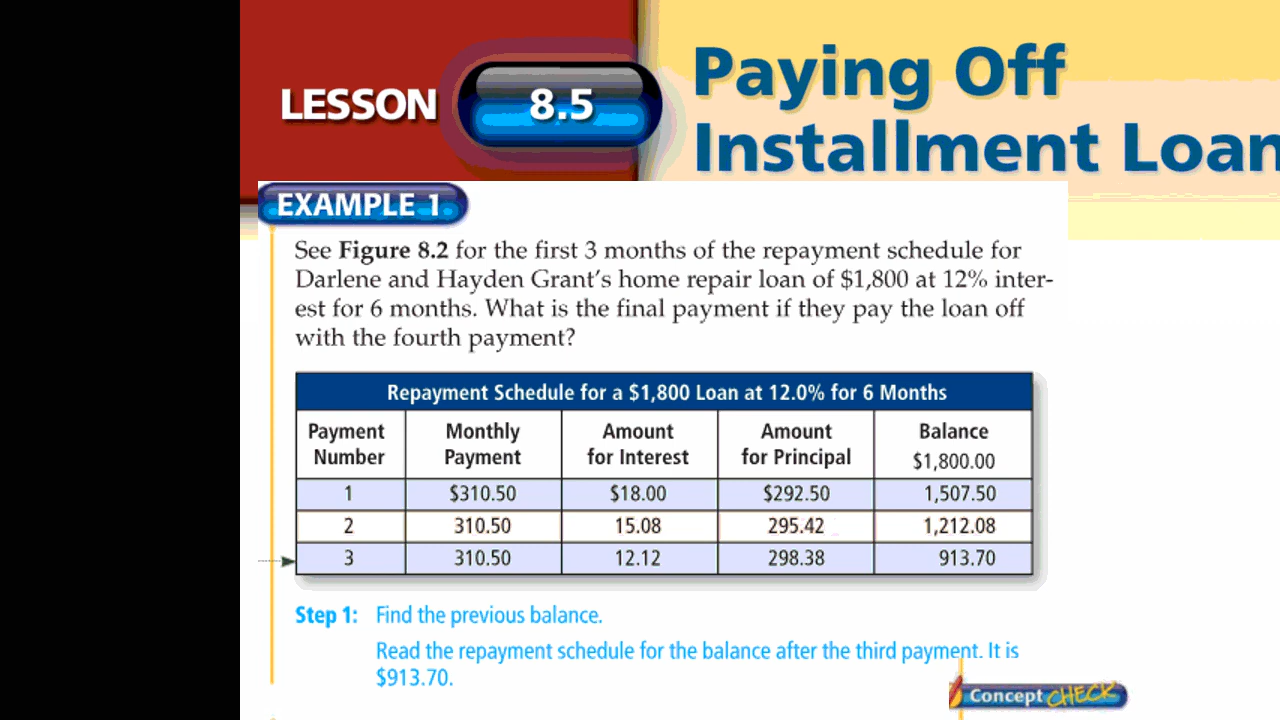 LESSON 8.5
Paying Off
Installment Loan
EXAMPLE 1
See Figure 8.2 for the first 3 months of the repayment schedule for
Darlene and Hayden Grant's home repair loan of $1,800 at 12% inter-
est for 6 months. What is the final payment if they pay the loan off
with the fourth payment?
Repayment Schedule for a $1,800 Loan at 12.0% for 6 Months
Payment Number Monthly Payment Amount for Interest Amount for Principal Balance $1,800.00
1 $310.50 $18.00 $292.50 1,507.50
2 310.50 15.08 295.42 1,212.08
3 310.50 12.12 298.38 913.70
Step 1: Find the previous balance.
Read the repayment schedule for the balance after the third payment. It is
$913.70.
Concept CHECK